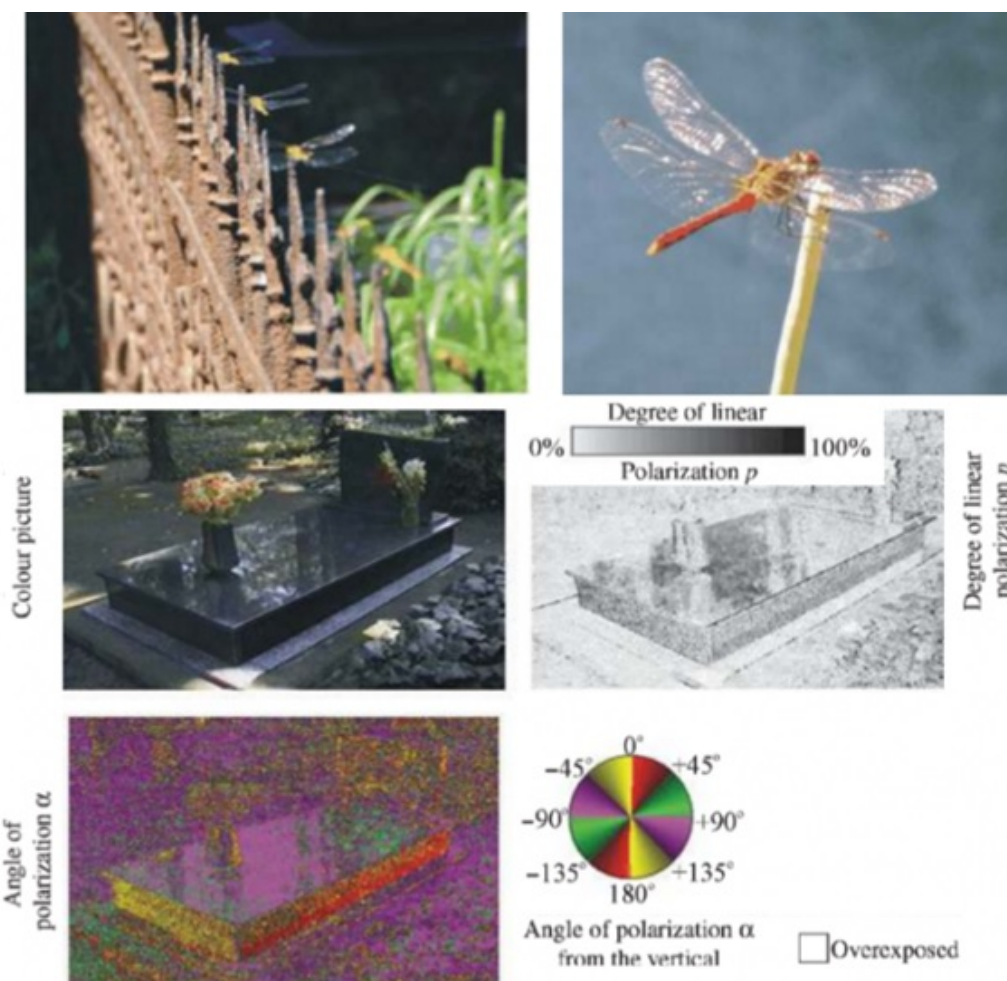 Degree of linear
0% 100%
Polarization p
Colour picture
Degree of linear
polarization p
Angle of
polarization α
0°
-45° +45°
-90° +90°
-135° +135°
180°
Angle of polarization α
from the vertical
Overexposed